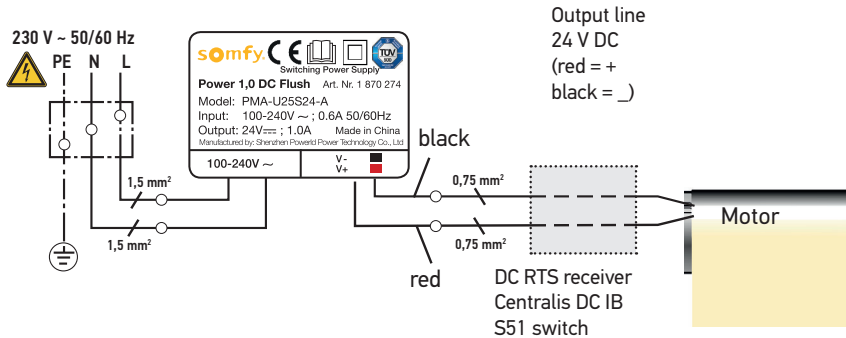 230 V ~ 50/60 Hz
PE N L
somfy. CE TÜV
SÜD
Switching Power Supply
Power 1,0 DC Flush Art. Nr. 1 870 274
Model: PMA-U25S24-A
Input: 100-240V ~ ; 0.6A 50/60Hz
Output: 24V⎓ ; 1.0A Made in China
Manufactured by: Shenzhen Powerld Power Technology Co., Ltd
100-240V ~
V-
V+
Output line
24 V DC
(red = +
black = _)
black
1,5 mm²
1,5 mm²
0,75 mm²
0,75 mm²
red
Motor
DC RTS receiver
Centralis DC IB
S51 switch